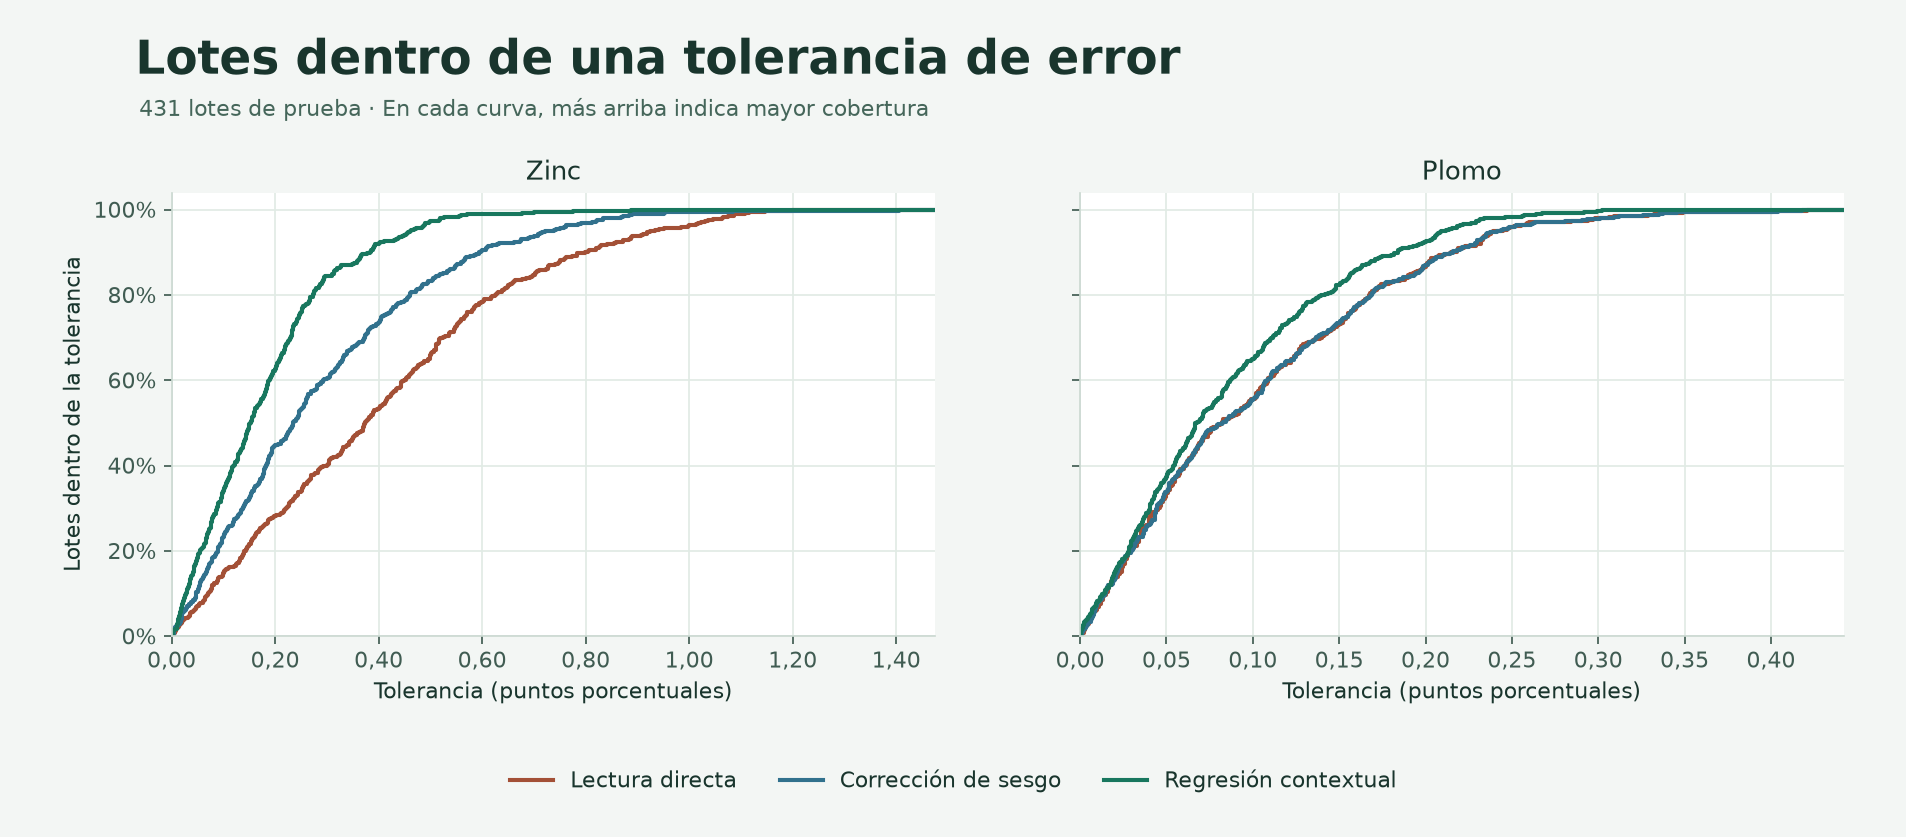 Lotes dentro de una tolerancia de error
431 lotes de prueba · En cada curva, más arriba indica mayor cobertura
Zinc
Plomo
Lotes dentro de la tolerancia
100%
80%
60%
40%
20%
0%
0,00 0,20 0,40 0,60 0,80 1,00 1,20 1,40
0,00 0,05 0,10 0,15 0,20 0,25 0,30 0,35 0,40
Tolerancia (puntos porcentuales)
Tolerancia (puntos porcentuales)
Lectura directa Corrección de sesgo Regresión contextual